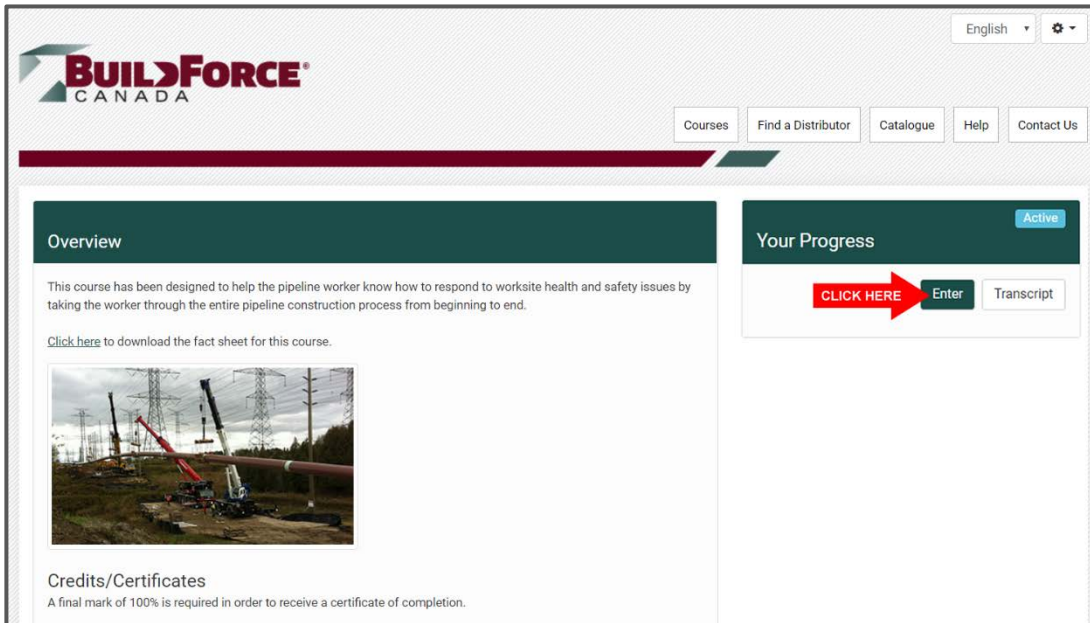 English
BUILDFORCE®
CANADA
Courses Find a Distributor Catalogue Help Contact Us
Overview
This course has been designed to help the pipeline worker know how to respond to worksite health and safety issues by
taking the worker through the entire pipeline construction process from beginning to end.
Click here to download the fact sheet for this course.
Credits/Certificates
A final mark of 100% is required in order to receive a certificate of completion.
Active
Your Progress
CLICK HERE Enter Transcript